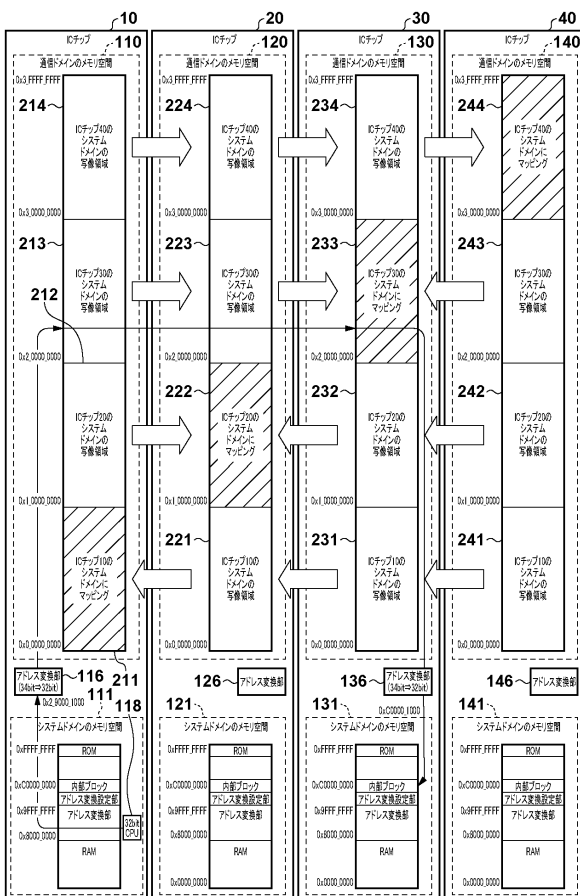 10
20
30
40
ICチップ
110
ICチップ
120
ICチップ
130
ICチップ
140
通信ドメインのメモリ空間
通信ドメインのメモリ空間
通信ドメインのメモリ空間
通信ドメインのメモリ空間
0x3_FFFF_FFFF
0x3_FFFF_FFFF
0x3_FFFF_FFFF
0x3_FFFF_FFFF
214
224
234
244
ICチップ40の
システム
ドメインの
写像領域
ICチップ40の
システム
ドメインの
写像領域
ICチップ40の
システム
ドメインの
写像領域
ICチップ40の
システム
ドメインに
マッピング
0x3_0000_0000
0x3_0000_0000
0x3_0000_0000
0x3_0000_0000
213
223
233
243
ICチップ30の
システム
ドメインの
写像領域
ICチップ30の
システム
ドメインの
写像領域
ICチップ30の
システム
ドメインに
マッピング
ICチップ30の
システム
ドメインの
写像領域
212
0x2_0000_0000
0x2_0000_0000
0x2_0000_0000
0x2_0000_0000
222
232
242
ICチップ20の
システム
ドメインの
写像領域
ICチップ20の
システム
ドメインに
マッピング
ICチップ20の
システム
ドメインの
写像領域
ICチップ20の
システム
ドメインの
写像領域
0x1_0000_0000
0x1_0000_0000
0x1_0000_0000
0x1_0000_0000
221
231
241
ICチップ10の
システム
ドメインに
マッピング
ICチップ10の
システム
ドメインの
写像領域
ICチップ10の
システム
ドメインの
写像領域
ICチップ10の
システム
ドメインの
写像領域
0x0_0000_0000
0x0_0000_0000
0x0_0000_0000
0x0_0000_0000
アドレス変換部
(34bit⇒32bit)
116
211
126
アドレス変換部
136
アドレス変換部
(34bit⇒32bit)
146
アドレス変換部
111
0x2_9000_1000
118
121
131
0xC0000_1000
141
システムドメインのメモリ空間
システムドメインのメモリ空間
システムドメインのメモリ空間
システムドメインのメモリ空間
0xFFFF_FFFF
ROM
0xFFFF_FFFF
ROM
0xFFFF_FFFF
ROM
0xFFFF_FFFF
ROM
0xC0000_0000
内部ブロック
0xC0000_0000
内部ブロック
0xC0000_0000
内部ブロック
0xC0000_0000
内部ブロック
アドレス変換設定部
アドレス変換設定部
アドレス変換設定部
アドレス変換設定部
0x9FFF_FFFF
アドレス変換部
0x9FFF_FFFF
アドレス変換部
0x9FFF_FFFF
アドレス変換部
0x9FFF_FFFF
アドレス変換部
32bit
CPU
0x8000_0000
0x8000_0000
0x8000_0000
0x8000_0000
RAM
RAM
RAM
RAM
0x0000_0000
0x0000_0000
0x0000_0000
0x0000_0000